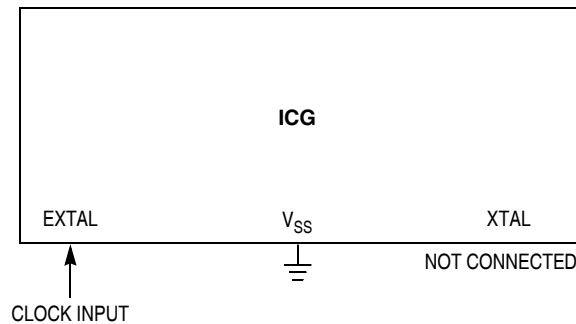 ICG
EXTAL
VSS
XTAL
NOT CONNECTED
CLOCK INPUT